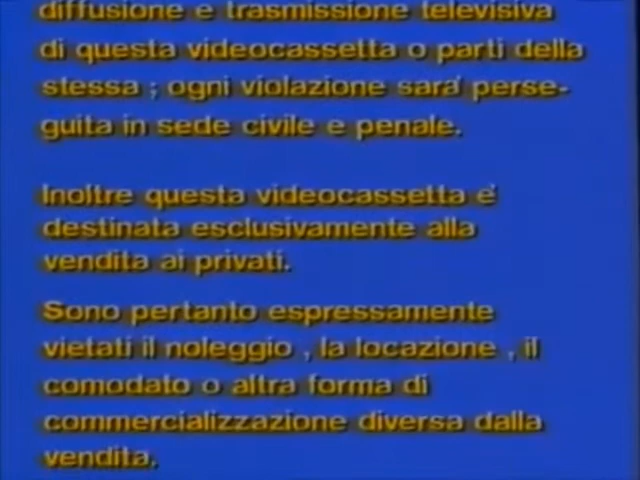 diffusione e trasmissione televisiva
di questa videocassetta o parti della
stessa ; ogni violazione sara' perse-
guita in sede civile e penale.
Inoltre questa videocassetta e'
destinata esclusivamente alla
vendita ai privati.
Sono pertanto espressamente
vietati il noleggio , la locazione , il
comodato o altra forma di
commercializzazione diversa dalla
vendita.